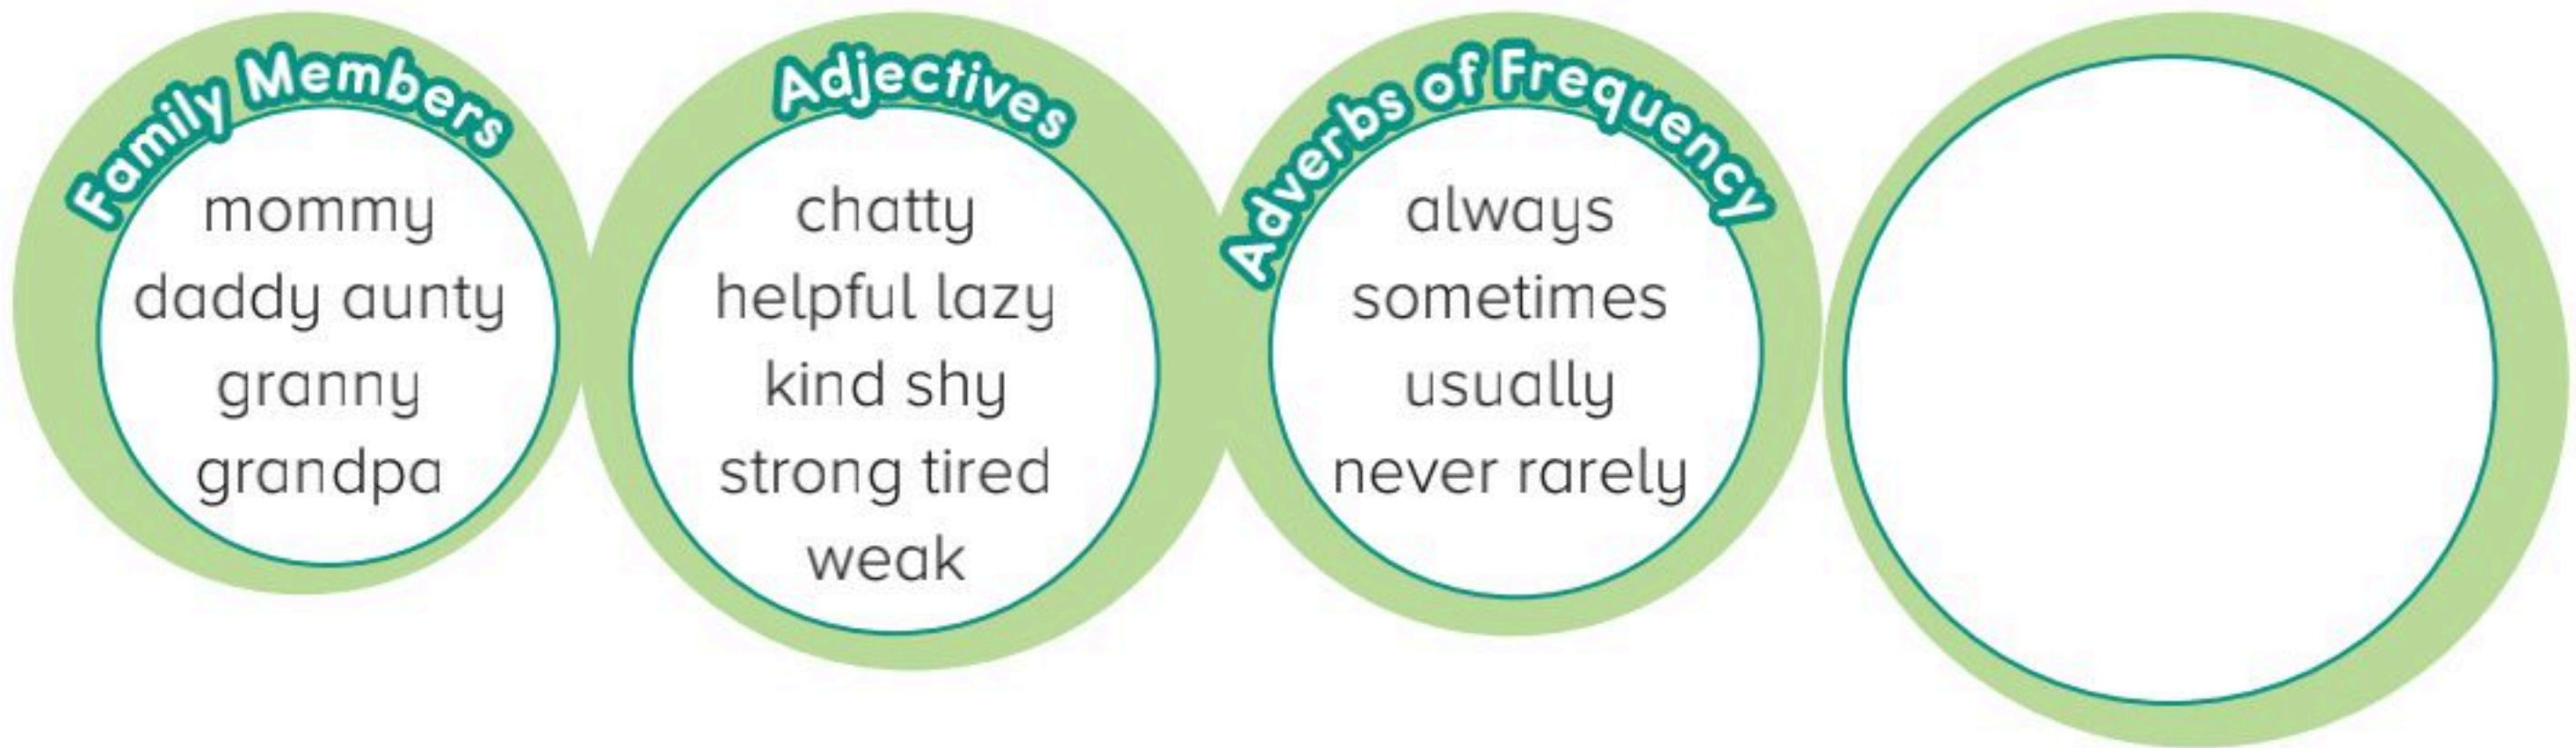 Family Members
mommy
daddy aunty
granny
grandpa
Adjectives
chatty
helpful lazy
kind shy
strong tired
weak
Adverbs of Frequency
always
sometimes
usually
never rarely